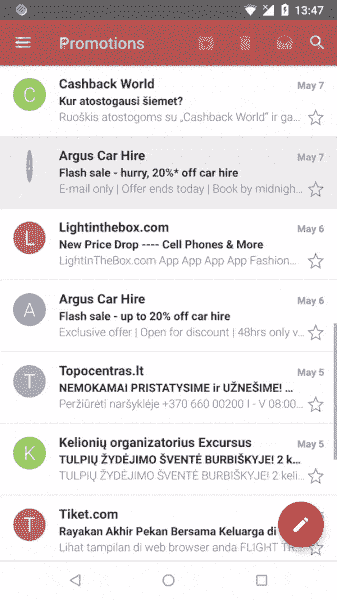 13:47
Promotions
C
Cashback World
May 7
Kur atostogausi šiemet?
Ruoškis atostogoms su „Cashback World“ ir ga…
Argus Car Hire
May 7
Flash sale - hurry, 20%* off car hire
E-mail only | Offer ends today | Book by midnigh…
L
Lightinthebox.com
May 6
New Price Drop ---- Cell Phones & More
LightInTheBox.com App App App App Fashion…
A
Argus Car Hire
May 6
Flash sale - up to 20% off car hire
Exclusive offer | Open for discount | 48hrs only v…
T
Topocentras.lt
May 5
NEMOKAMAI PRISTATYSIME ir UŽNEŠIME! …
Peržiūrėti naršyklėje +370 660 00200 I - V 08:00…
K
Kelionių organizatorius Excursus
May 5
TULPIŲ ŽYDĖJIMO ŠVENTĖ BURBIŠKYJE! 2 k…
TULPIŲ ŽYDĖJIMO ŠVENTĖ BURBIŠKYJE! 2 keli…
T
Tiket.com
May 5
Rayakan Akhir Pekan Bersama Keluarga di
Lihat tampilan di web browser anda FLIGHT TR…